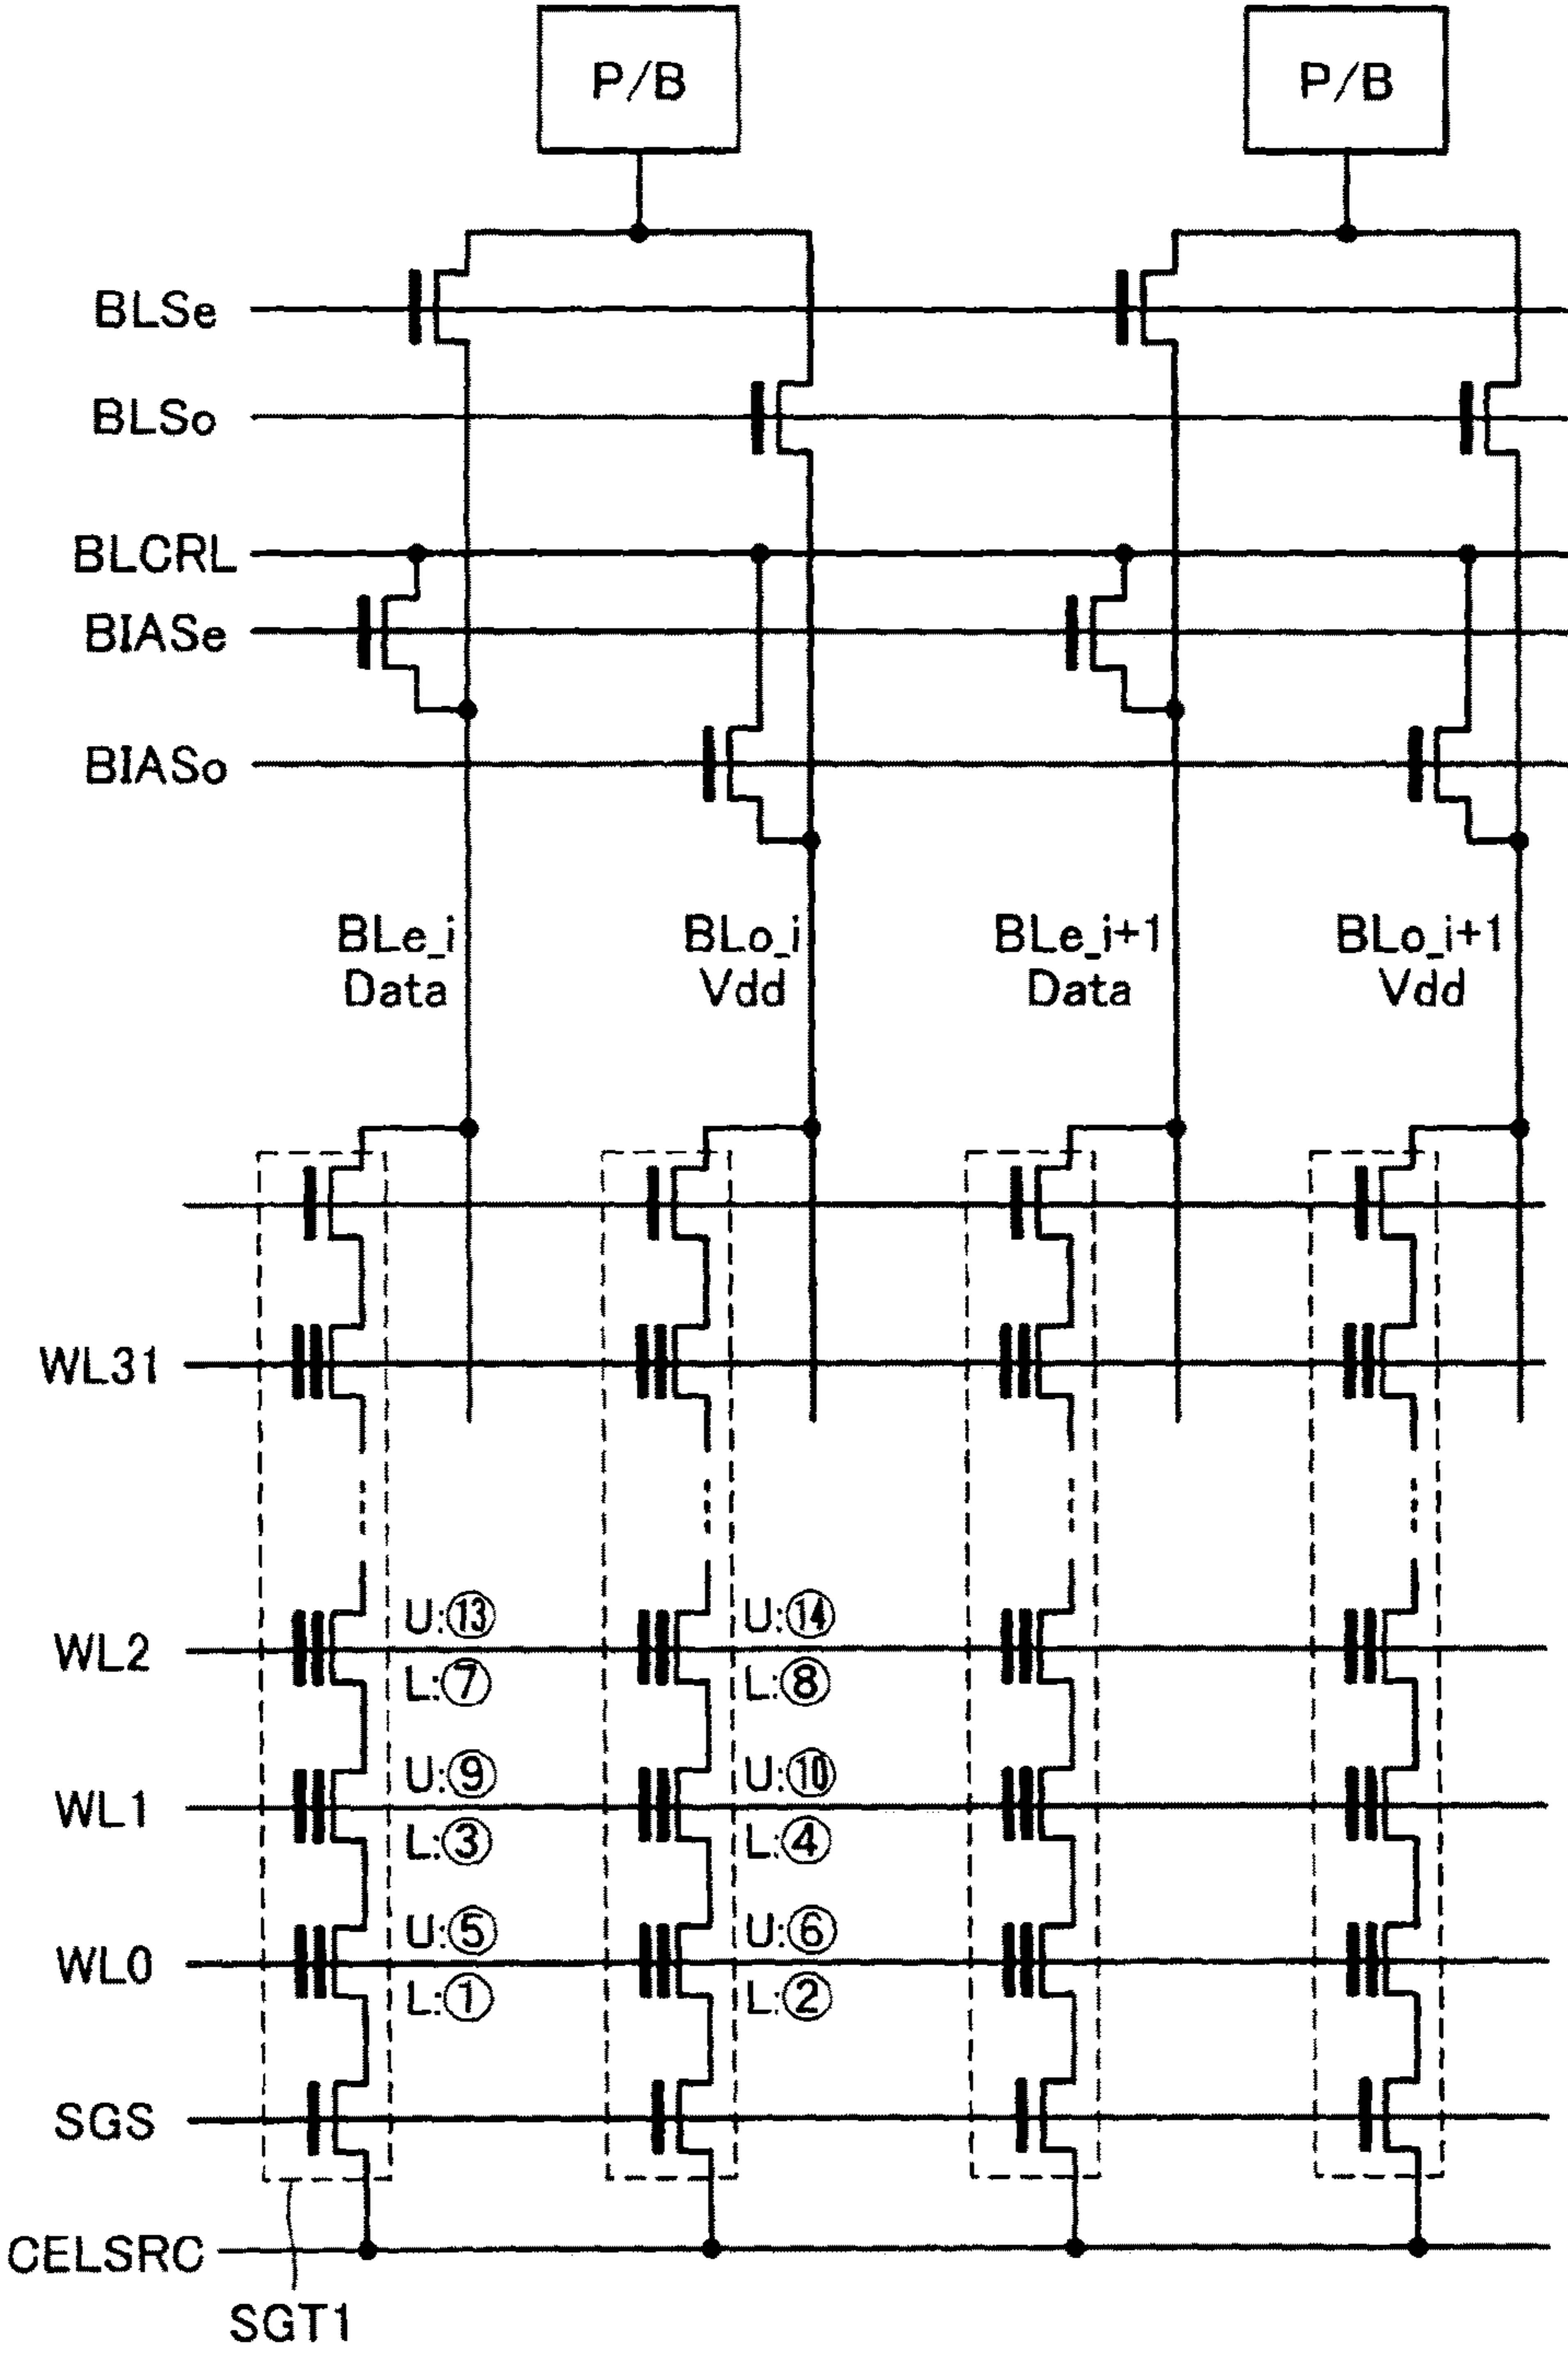 P/B P/B
BLSe
BLSo
BLCRL
BIASe
BIASo
BLe_i BLo_i BLe_i+1 BLo_i+1
Data Vdd Data Vdd
WL31
U:⑬ U:⑭
WL2
L:⑦ L:⑧
U:⑨ U:⑩
WL1
L:③ L:④
U:⑤ U:⑥
WL0
L:① L:②
SGS
CELSRC
SGT1